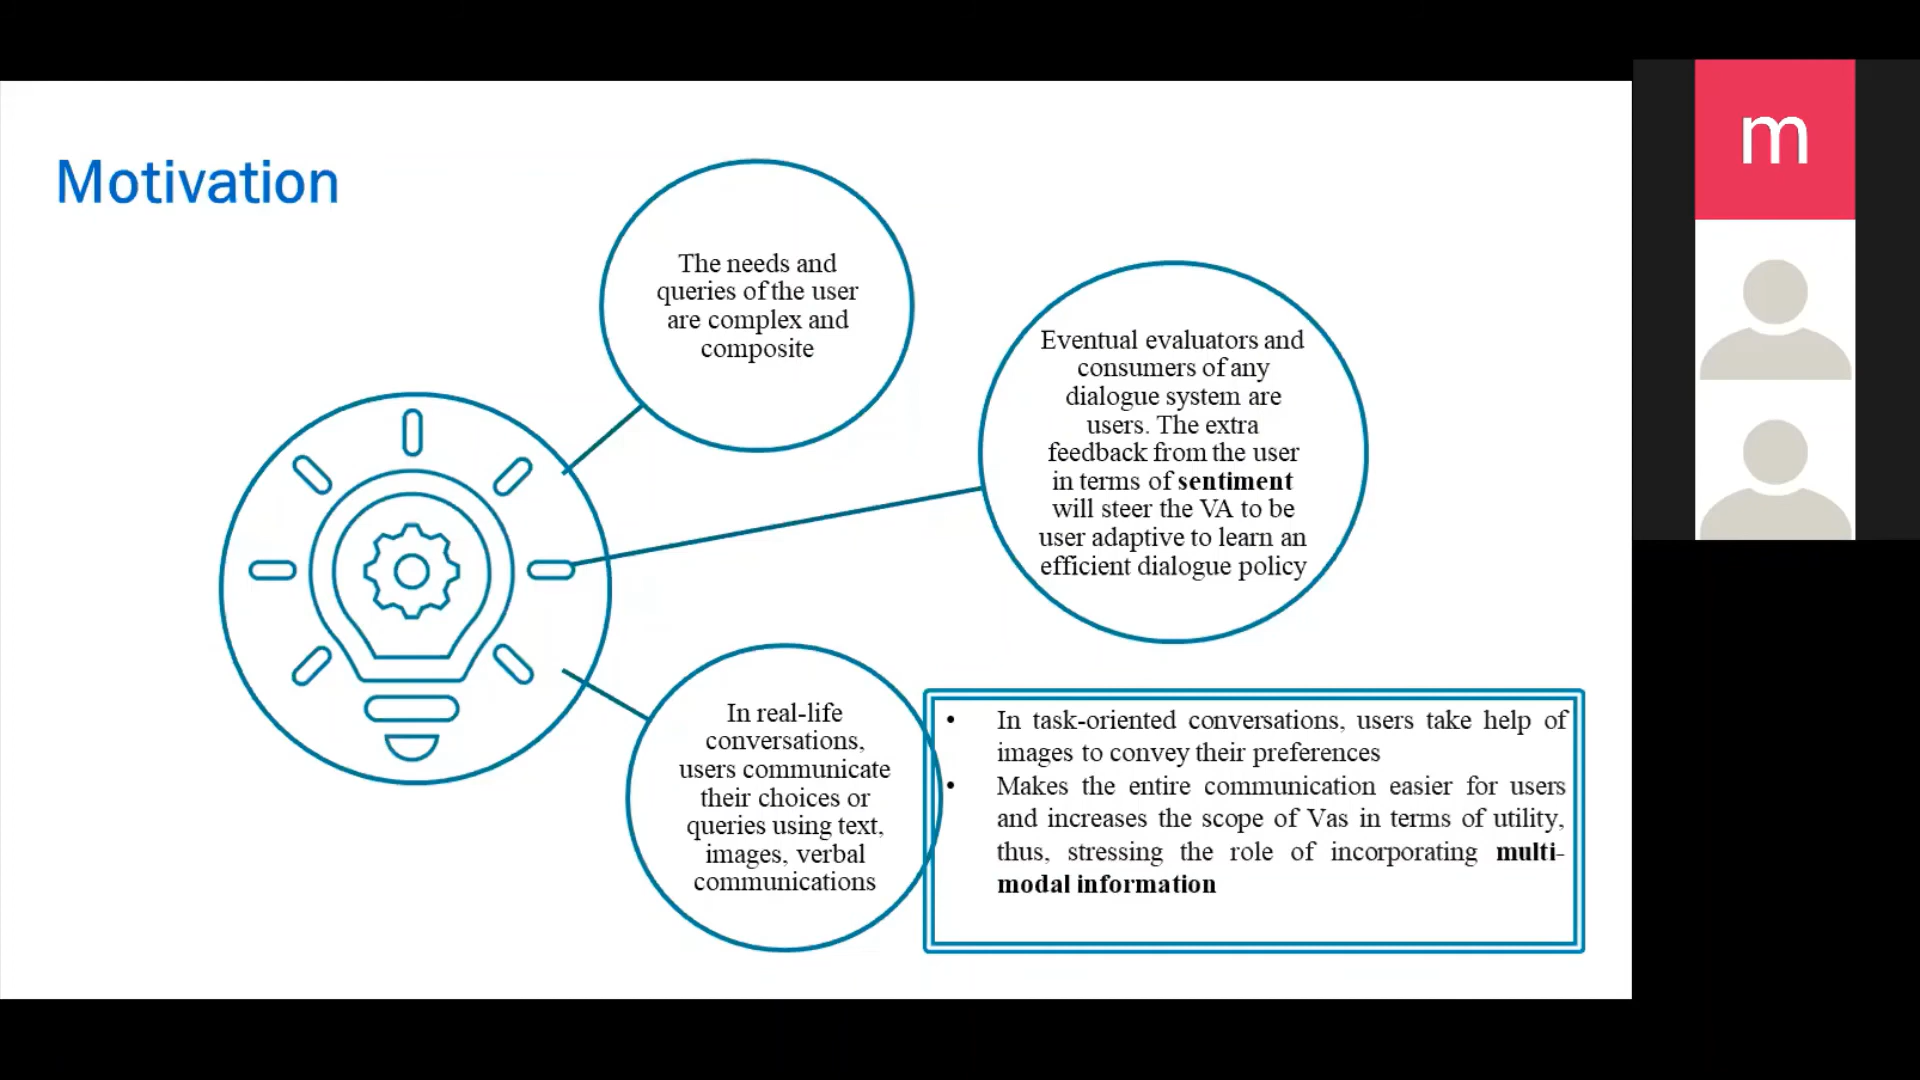 Motivation
The needs and
queries of the user
are complex and
composite
Eventual evaluators and
consumers of any
dialogue system are
users. The extra
feedback from the user
in terms of sentiment
will steer the VA to be
user adaptive to learn an
efficient dialogue policy
In real-life
conversations,
users communicate
their choices or
queries using text,
images, verbal
communications
• In task-oriented conversations, users take help of
images to convey their preferences
• Makes the entire communication easier for users
and increases the scope of Vas in terms of utility,
thus, stressing the role of incorporating multi-
modal information
m